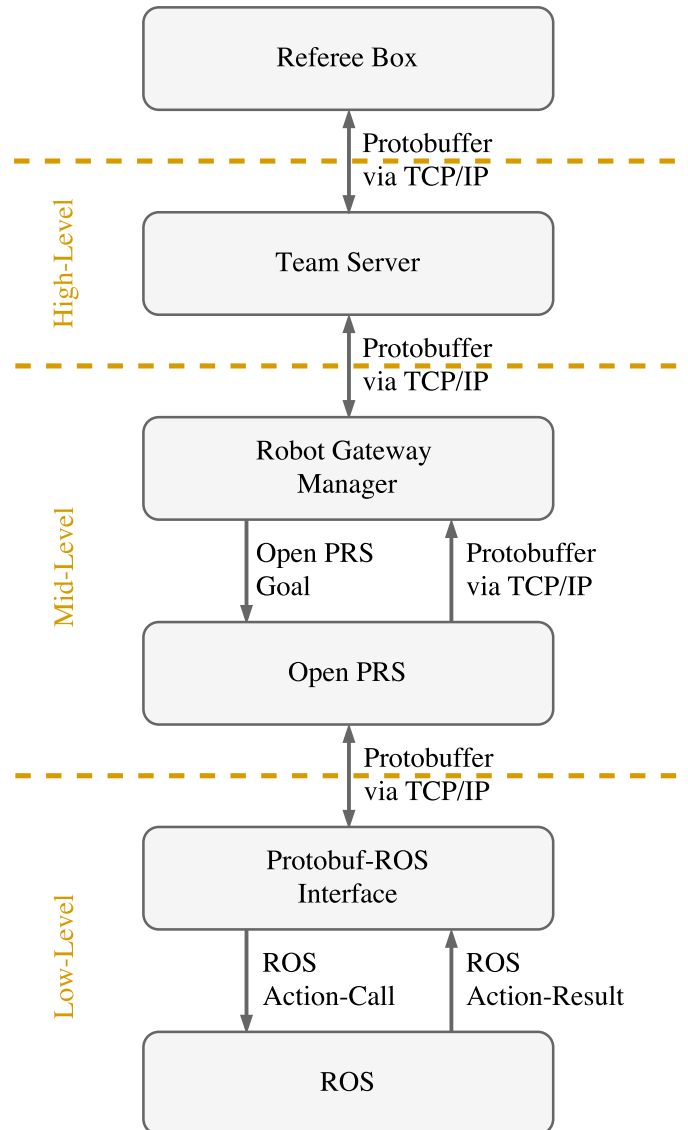 Referee Box
Protobuffer
via TCP/IP
High-Level
Team Server
Protobuffer
via TCP/IP
Mid-Level
Robot Gateway
Manager
Open PRS
Goal
Protobuffer
via TCP/IP
Open PRS
Protobuffer
via TCP/IP
Low-Level
Protobuf-ROS
Interface
ROS
Action-Call
ROS
Action-Result
ROS